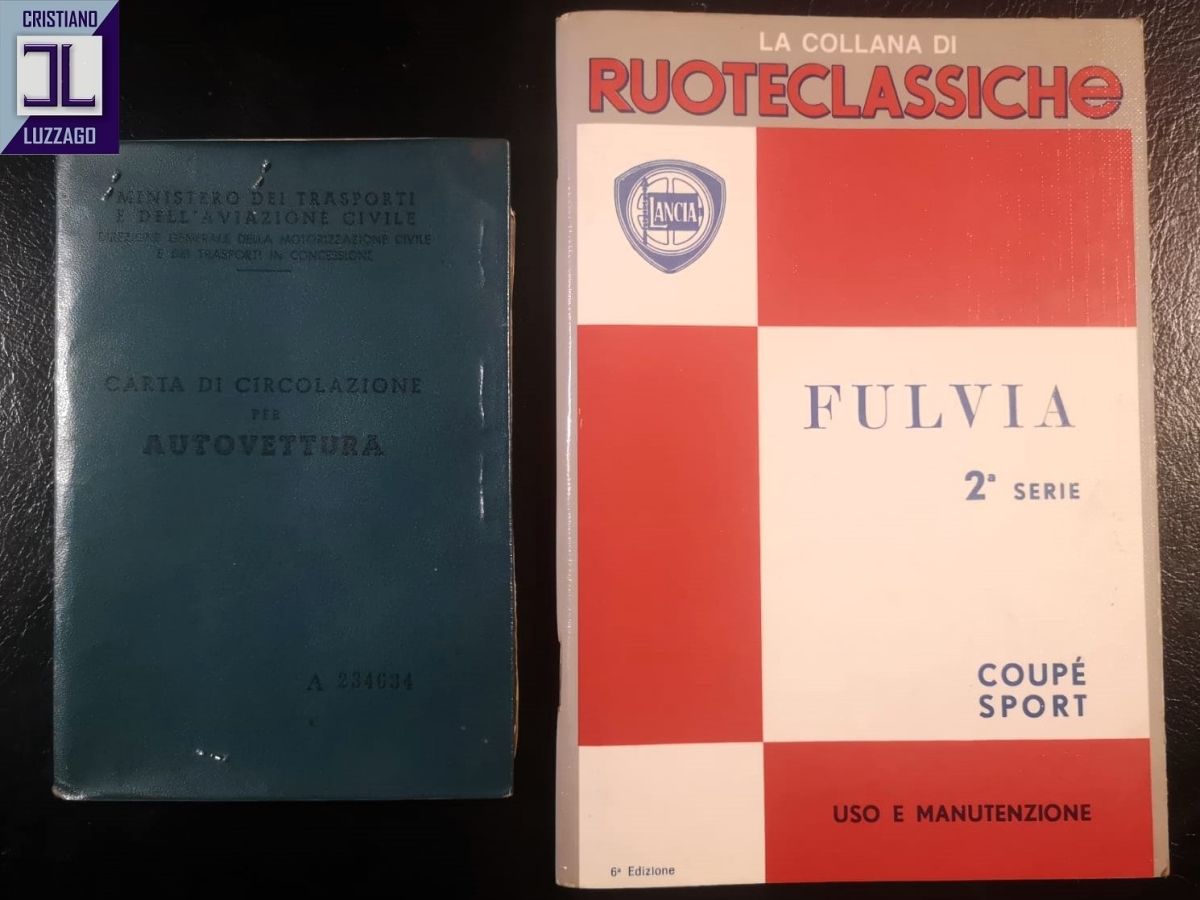 CRISTIANO
LUZZAGO
MINISTERO DEI TRASPORTI
E DELL'AVIAZIONE CIVILE
DIREZIONE GENERALE DELLA MOTORIZZAZIONE CIVILE
E DEI TRASPORTI IN CONCESSIONE
CARTA DI CIRCOLAZIONE
PER
AUTOVETTURA
A 234634
LA COLLANA DI
RUOTECLASSICHe
LANCIA
FULVIA
2ª SERIE
COUPÉ
SPORT
USO E MANUTENZIONE
6ª Edizione